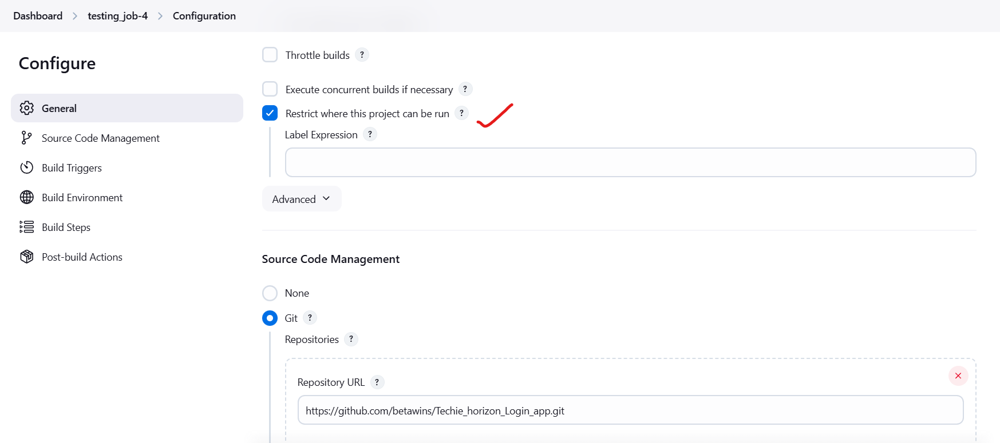 Dashboard > testing_job-4 > Configuration
Configure
General
Source Code Management
Build Triggers
Build Environment
Build Steps
Post-build Actions
Throttle builds ?
Execute concurrent builds if necessary ?
Restrict where this project can be run ?
Label Expression ?
Advanced
Source Code Management
None
Git ?
Repositories ?
Repository URL ?
https://github.com/betawins/Techie_horizon_Login_app.git